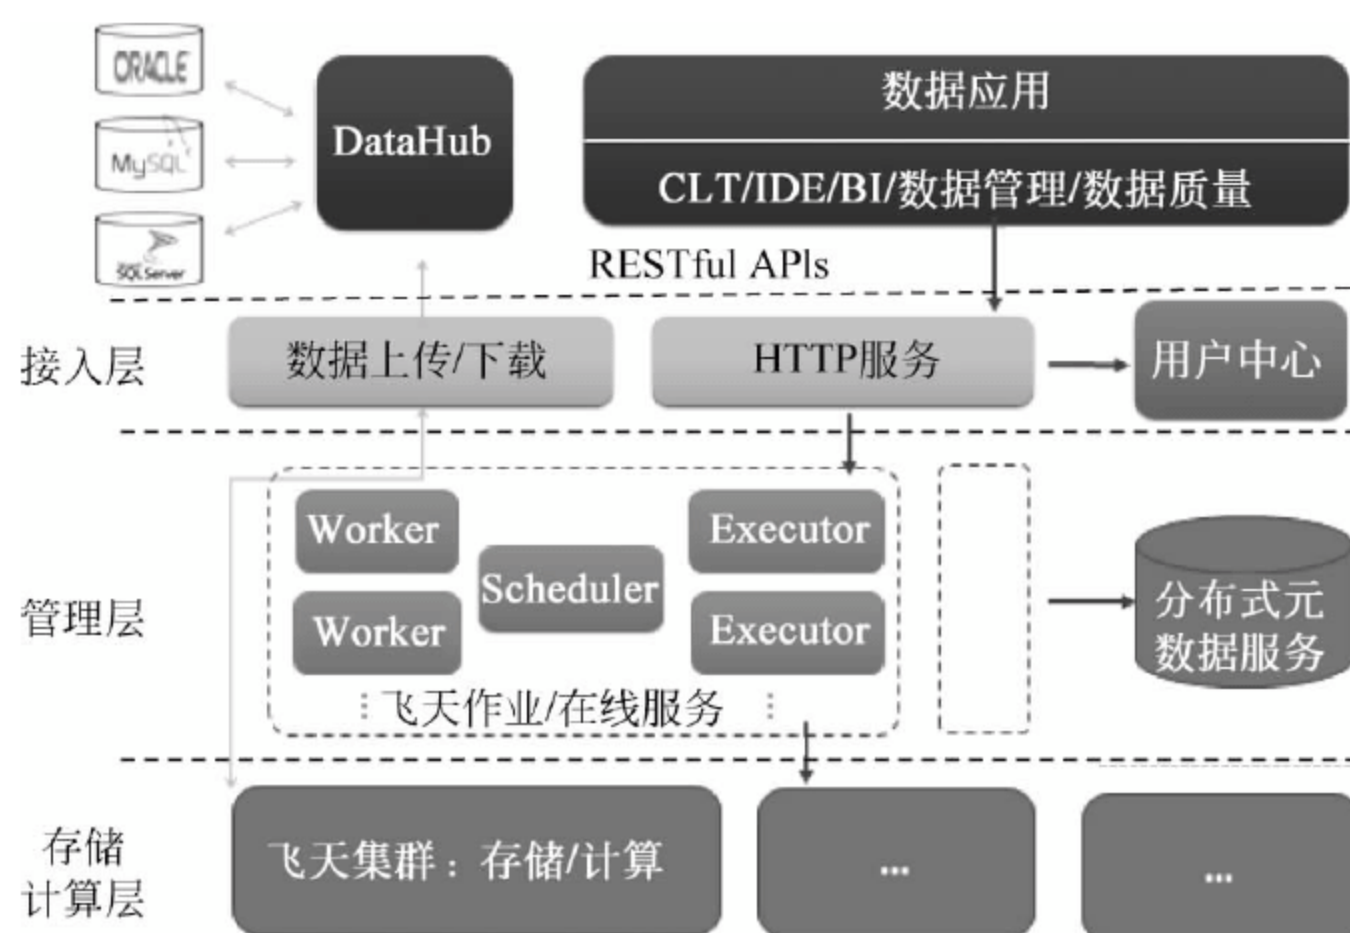 ORACLE
MySQL
SQL Server
DataHub
数据应用
CLT/IDE/BI/数据管理/数据质量
RESTful APIs
接入层
数据上传/下载
HTTP服务
用户中心
管理层
Worker
Worker
Scheduler
Executor
Executor
飞天作业/在线服务
分布式元
数据服务
存储
计算层
飞天集群：存储/计算
...
...